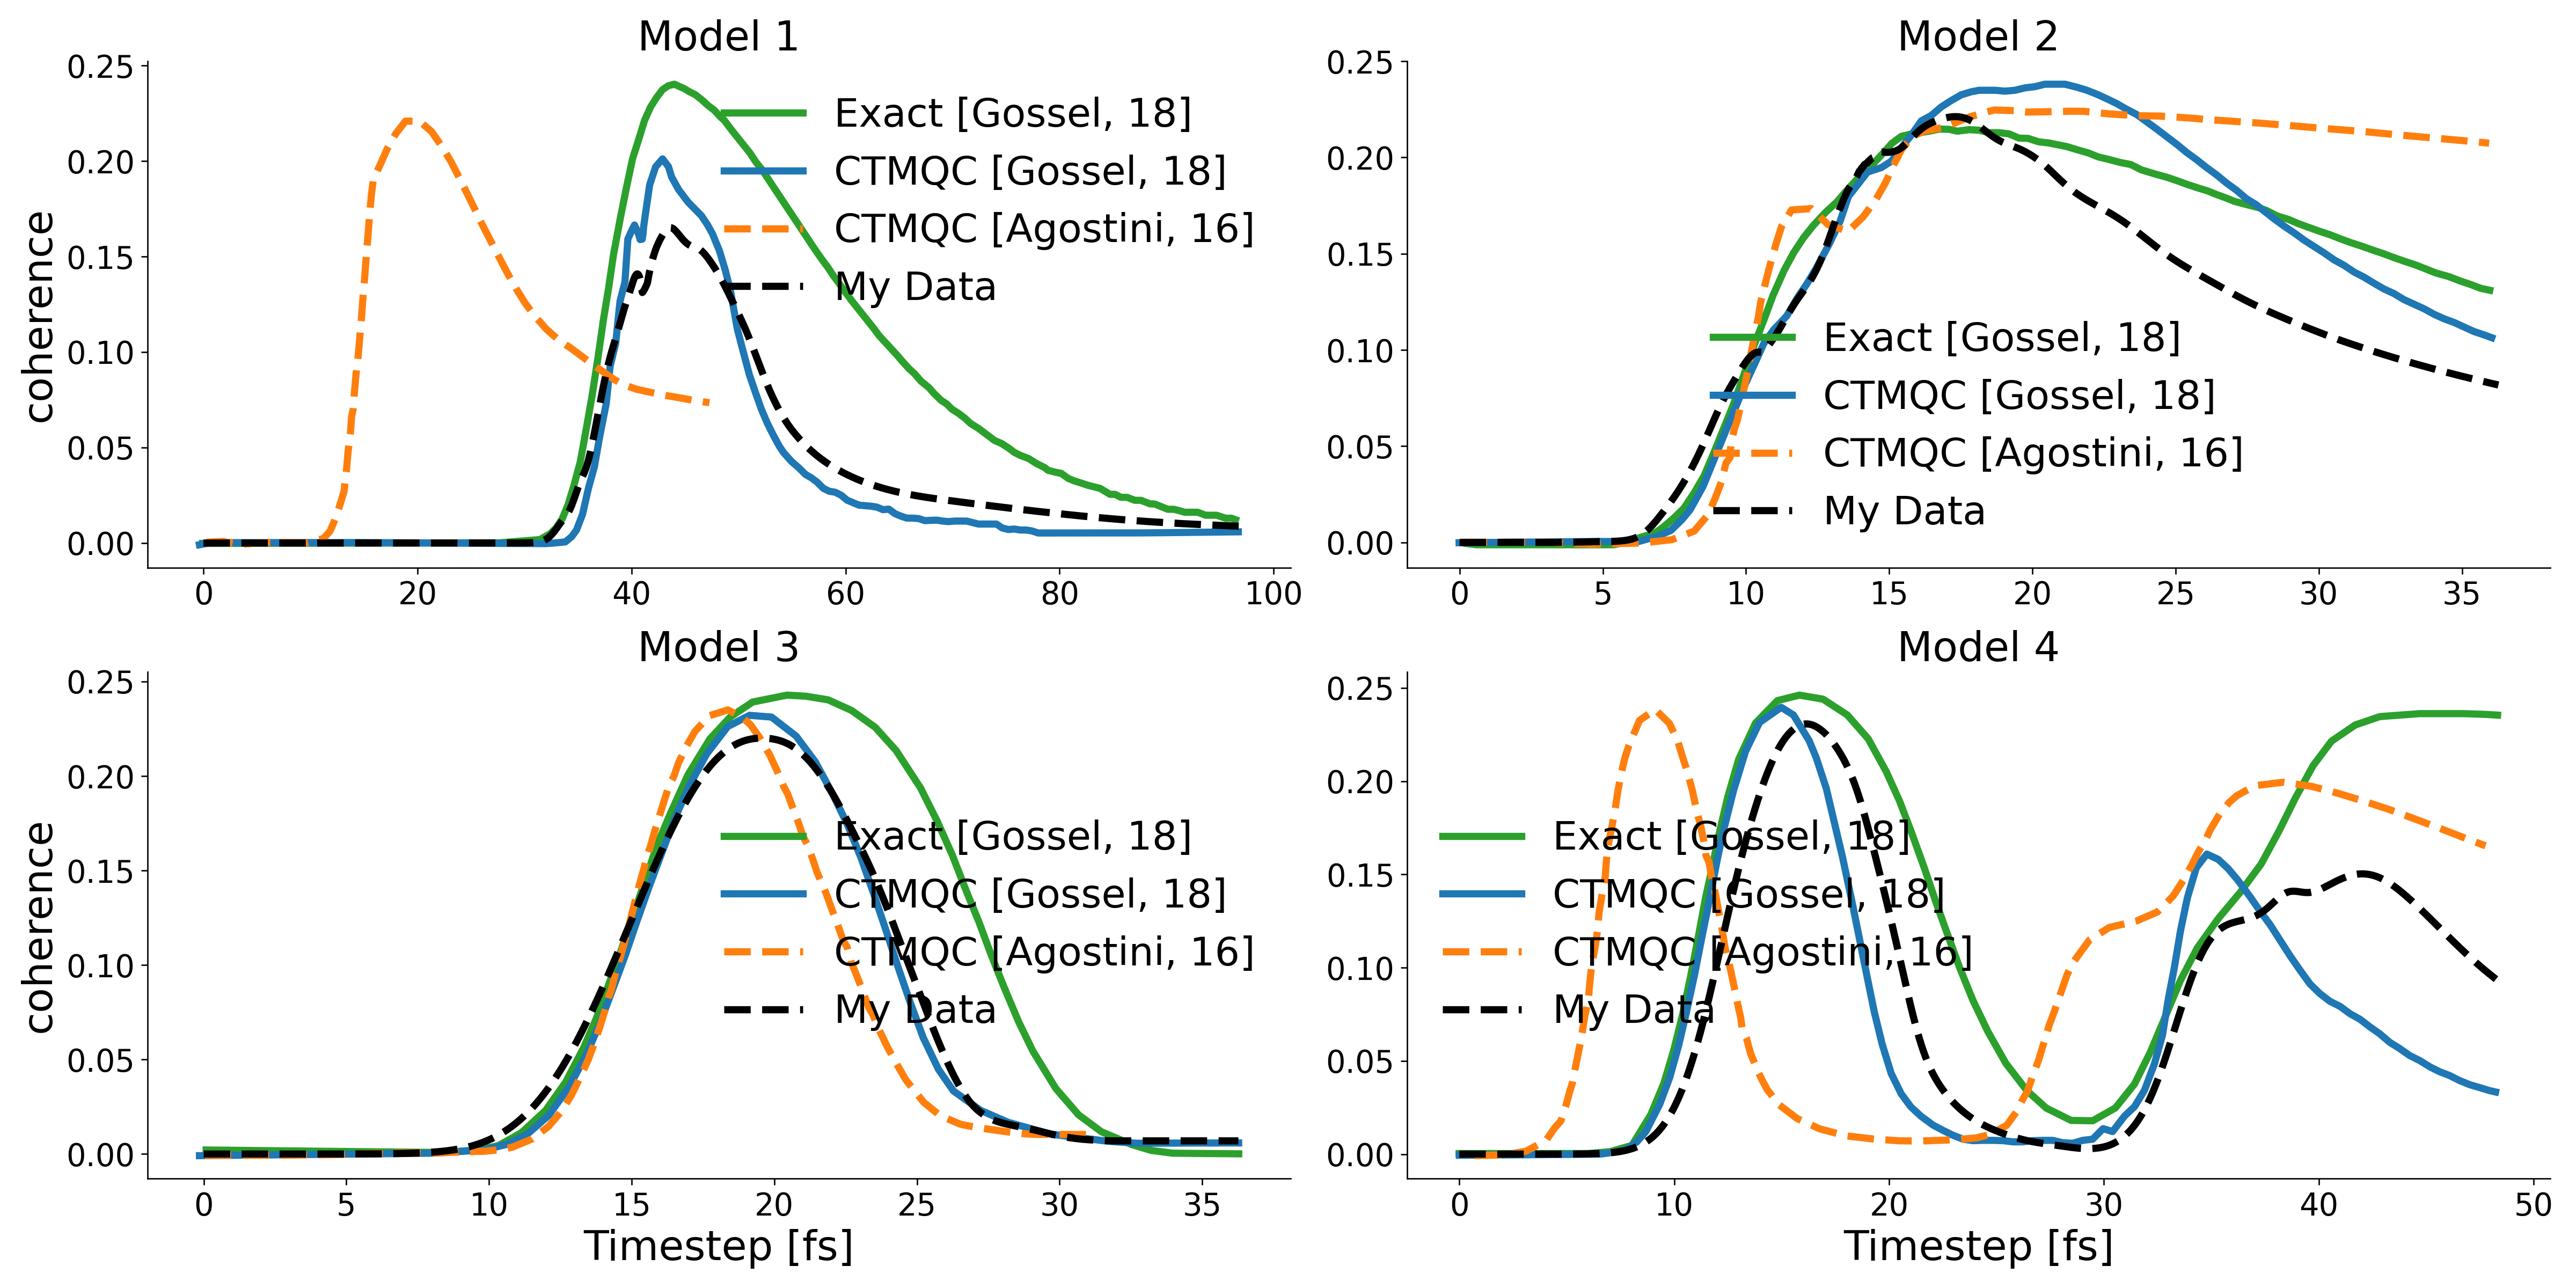 Model 1
0.25
0.20
0.15
0.10
0.05
0.00
coherence
Exact [Gossel, 18]
CTMQC [Gossel, 18]
CTMQC [Agostini, 16]
My Data
0 20 40 60 80 100
Model 2
0.25
0.20
0.15
0.10
0.05
0.00
Exact [Gossel, 18]
CTMQC [Gossel, 18]
CTMQC [Agostini, 16]
My Data
0 5 10 15 20 25 30 35
Model 3
0.25
0.20
0.15
0.10
0.05
0.00
coherence
Exact [Gossel, 18]
CTMQC [Gossel, 18]
CTMQC [Agostini, 16]
My Data
0 5 10 15 20 25 30 35
Timestep [fs]
Model 4
0.25
0.20
0.15
0.10
0.05
0.00
Exact [Gossel, 18]
CTMQC [Gossel, 18]
CTMQC [Agostini, 16]
My Data
0 10 20 30 40 50
Timestep [fs]